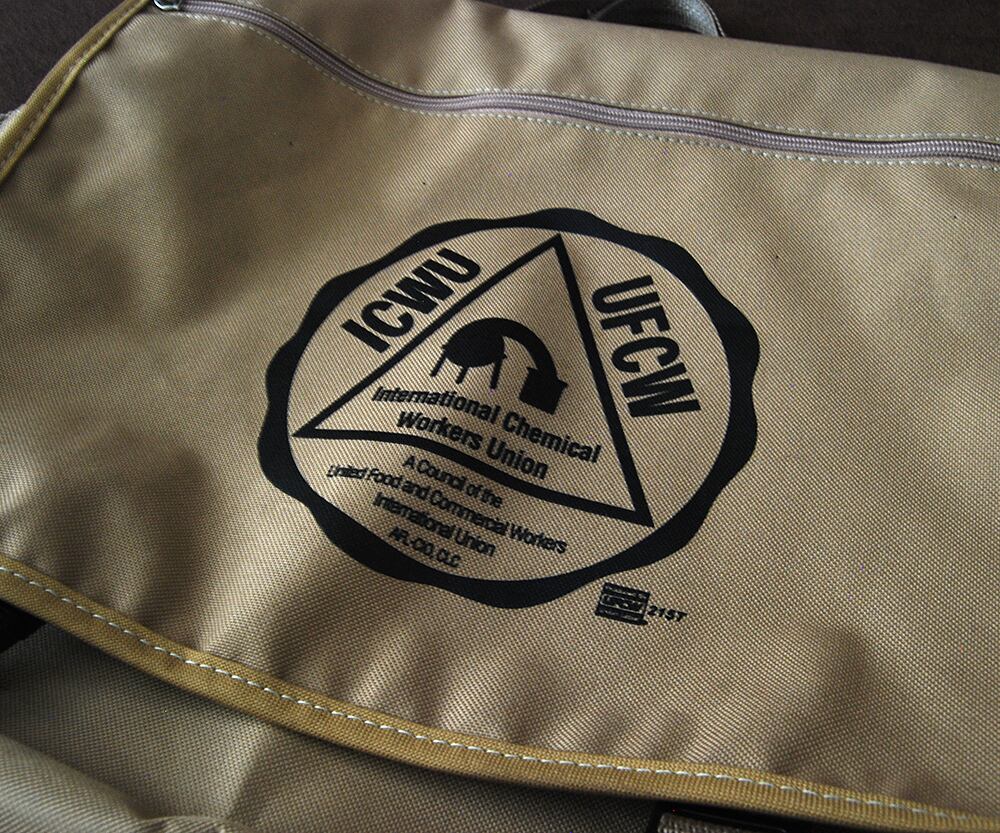 ICWU
UFCW
International Chemical
Workers Union
A Council of the
United Food and Commercial Workers
International Union
AFL-CIO, CLC
21ST